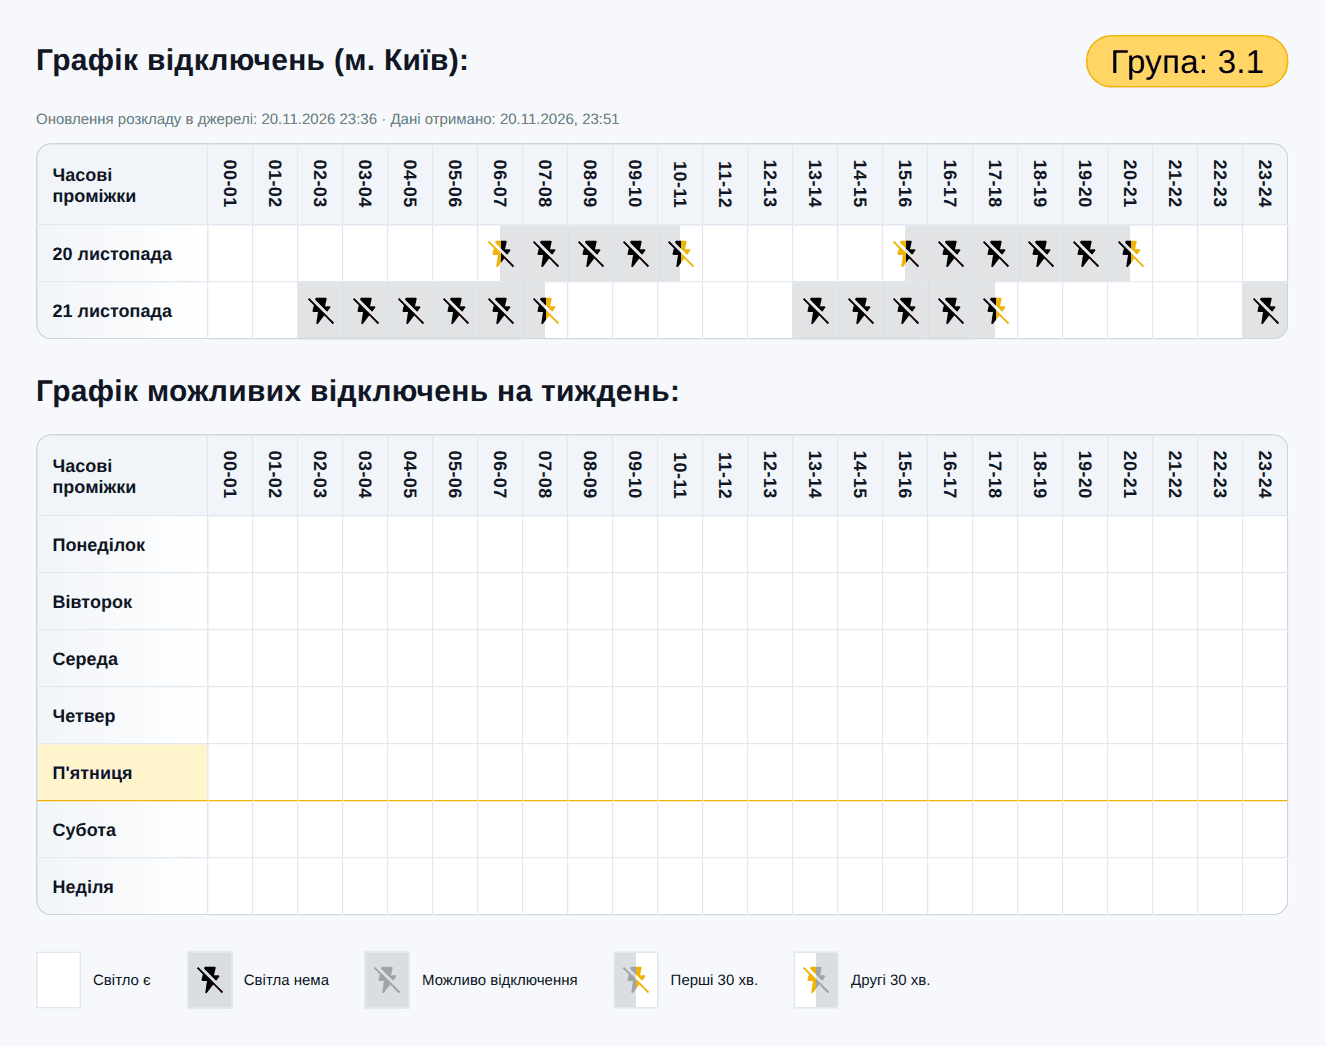 Графік відключень (м. Київ):
Група: 3.1
Оновлення розкладу в джерелі: 20.11.2026 23:36 · Дані отримано: 20.11.2026, 23:51
Часові
проміжки
00-01 01-02 02-03 03-04 04-05 05-06 06-07 07-08 08-09 09-10 10-11 11-12 12-13 13-14 14-15 15-16 16-17 17-18 18-19 19-20 20-21 21-22 22-23 23-24
20 листопада
21 листопада
Графік можливих відключень на тиждень:
Часові
проміжки
00-01 01-02 02-03 03-04 04-05 05-06 06-07 07-08 08-09 09-10 10-11 11-12 12-13 13-14 14-15 15-16 16-17 17-18 18-19 19-20 20-21 21-22 22-23 23-24
Понеділок
Вівторок
Середа
Четвер
П'ятниця
Субота
Неділя
Світло є
Світла нема
Можливо відключення
Перші 30 хв.
Другі 30 хв.